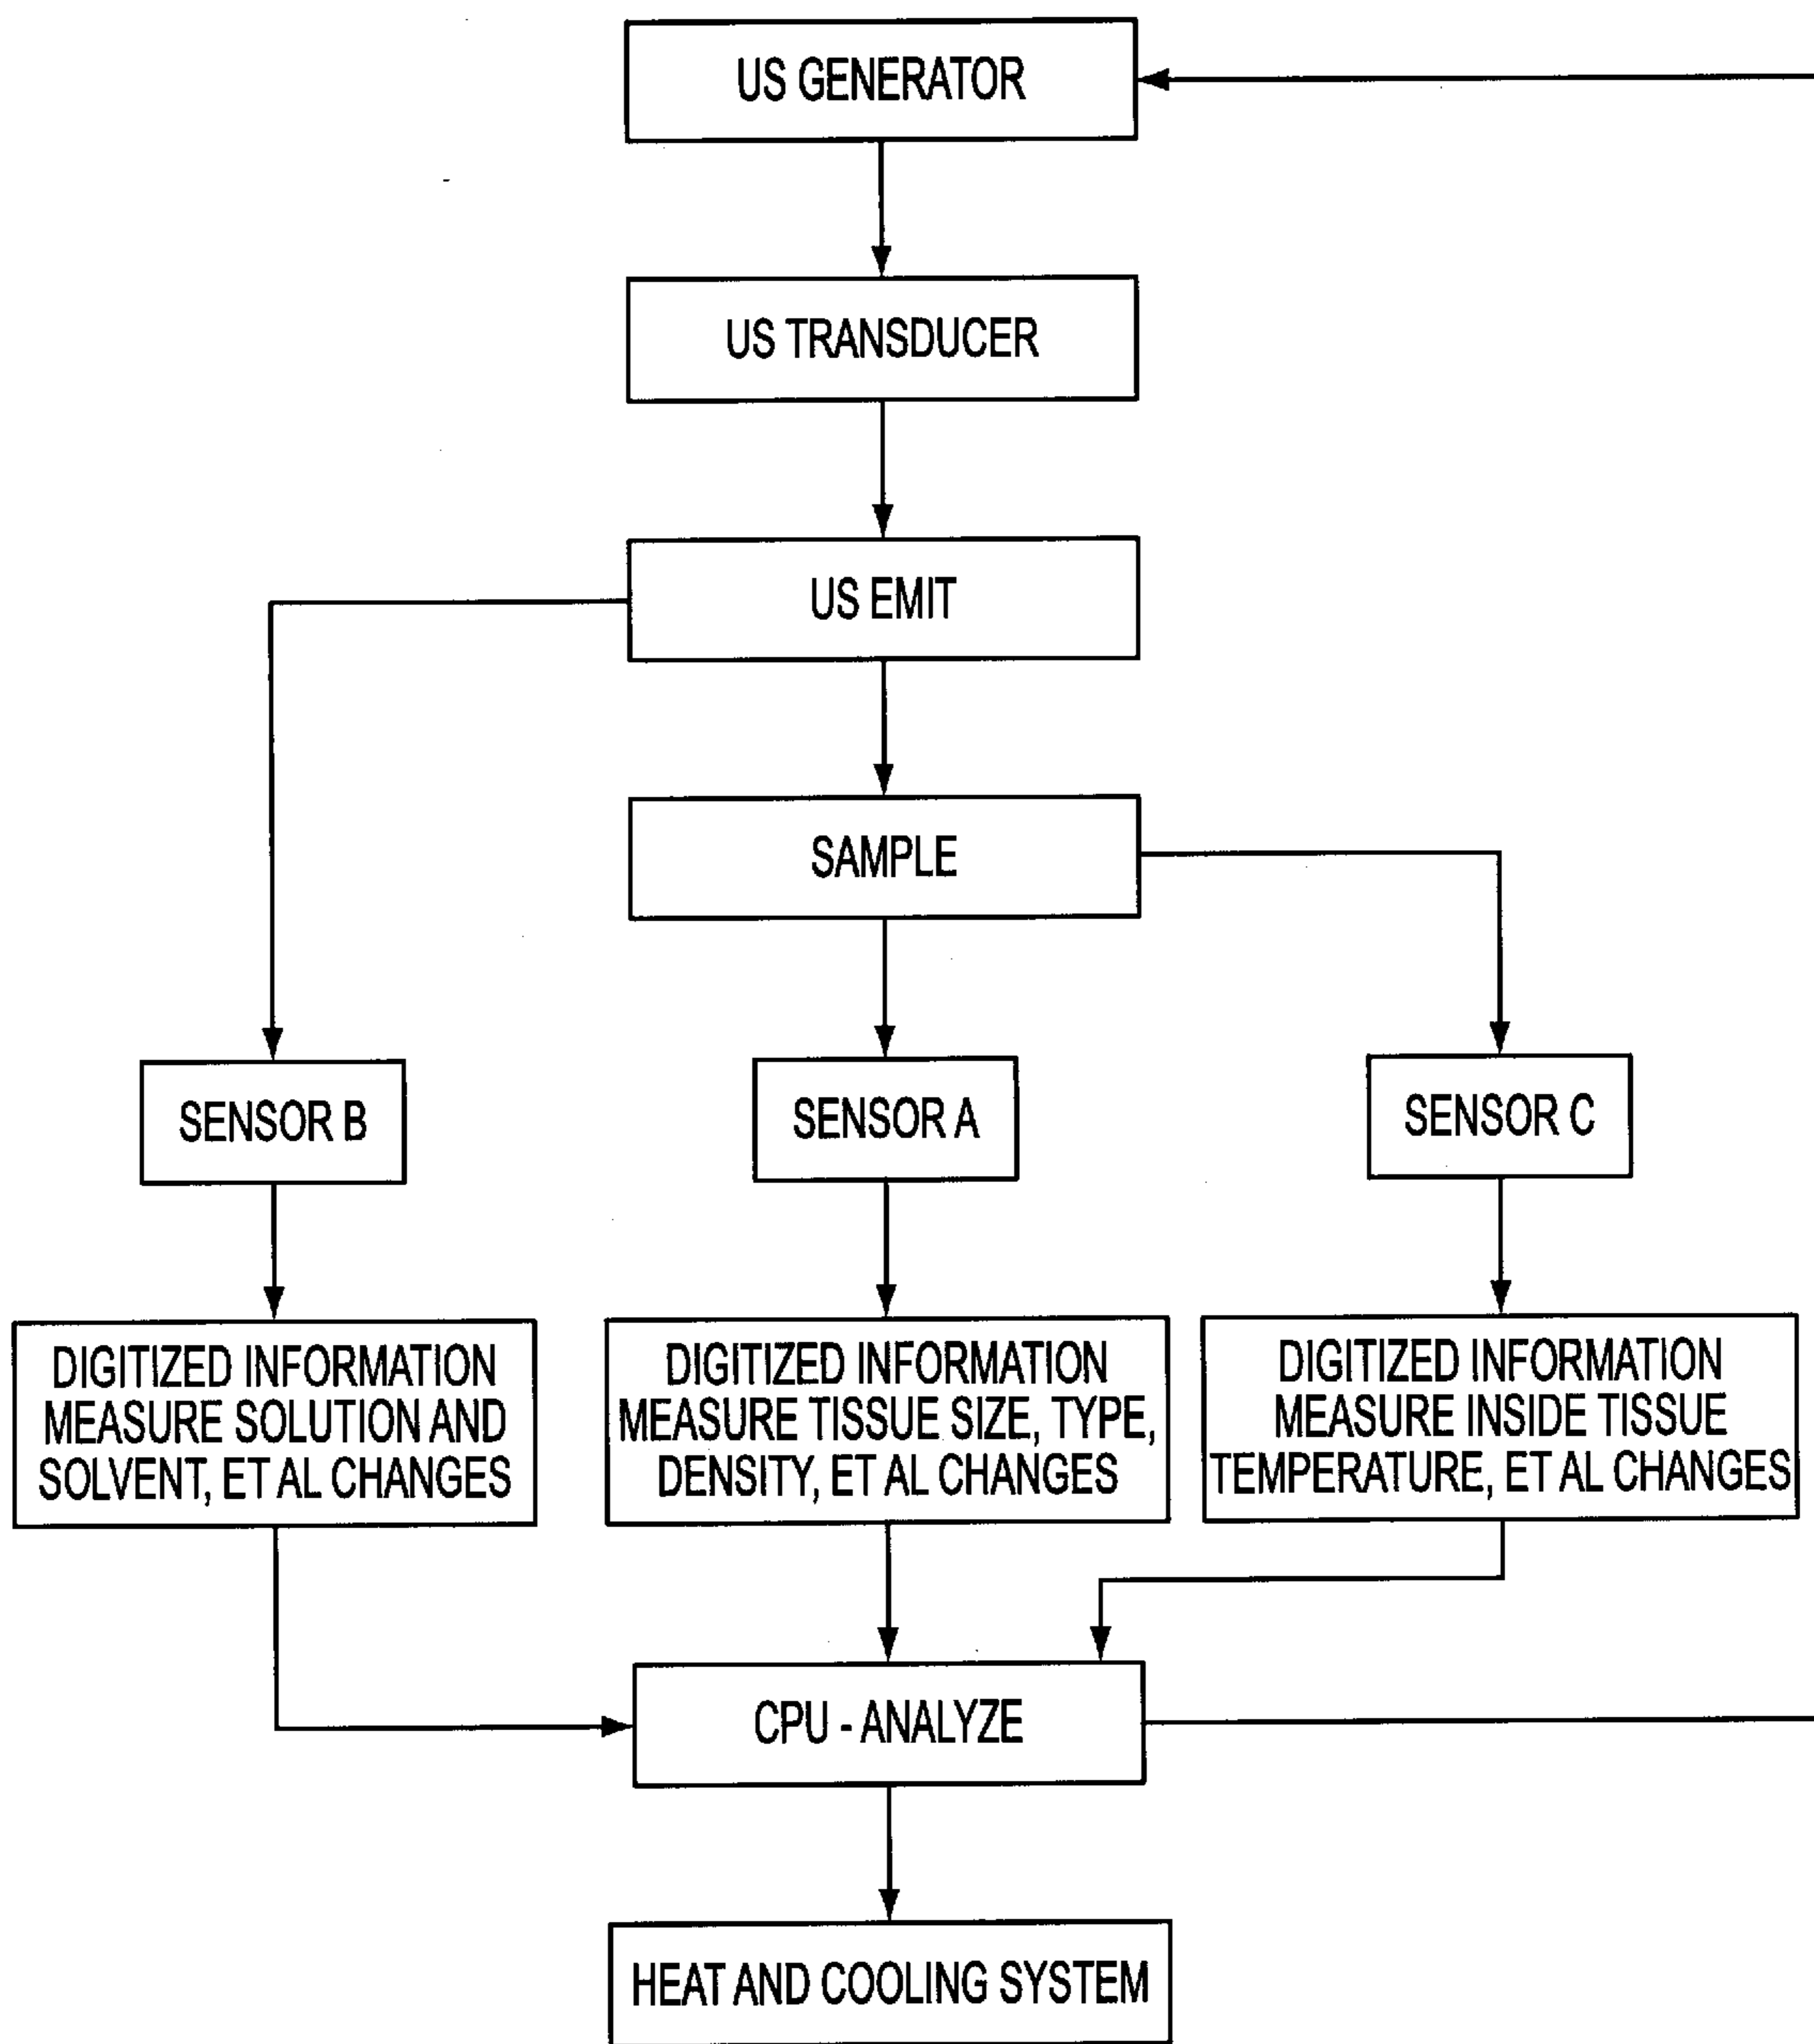 US GENERATOR
US TRANSDUCER
US EMIT
SAMPLE
SENSOR B
SENSOR A
SENSOR C
DIGITIZED INFORMATION
MEASURE SOLUTION AND
SOLVENT, ET AL CHANGES
DIGITIZED INFORMATION
MEASURE TISSUE SIZE, TYPE,
DENSITY, ET AL CHANGES
DIGITIZED INFORMATION
MEASURE INSIDE TISSUE
TEMPERATURE, ET AL CHANGES
CPU - ANALYZE
HEAT AND COOLING SYSTEM